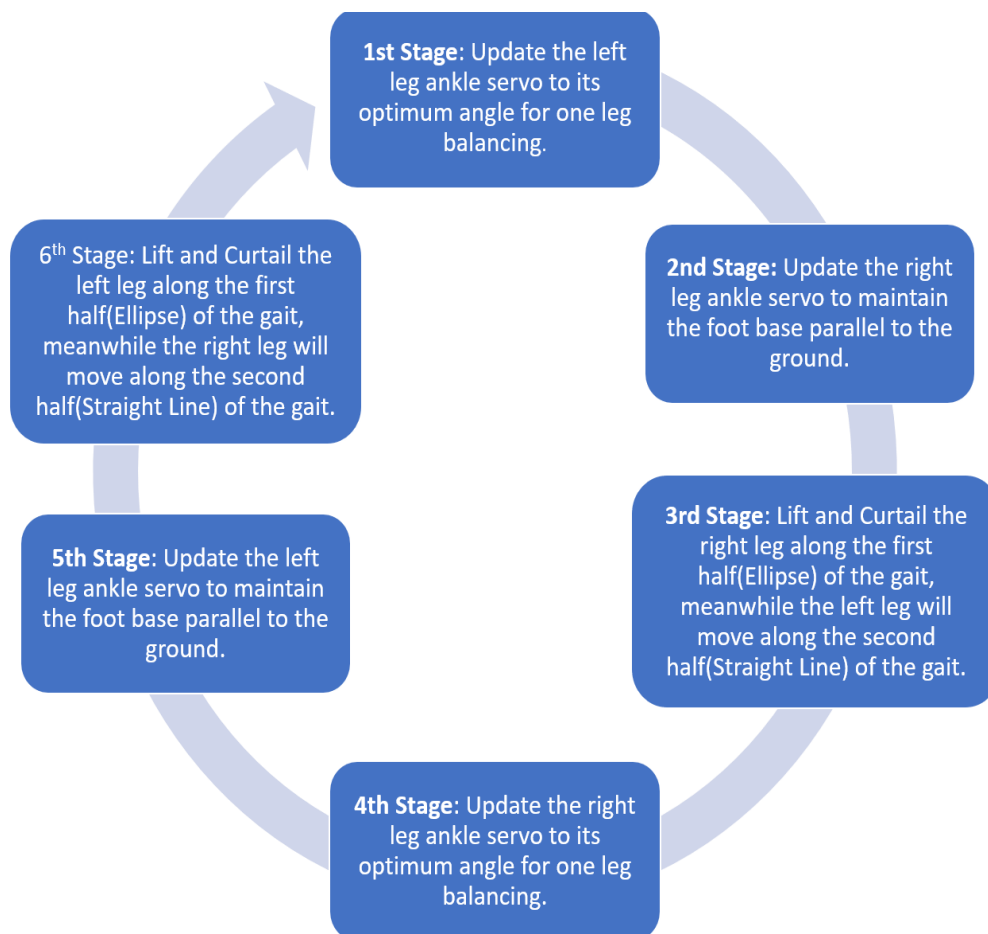 1st Stage: Update the left
leg ankle servo to its
optimum angle for one leg
balancing.
2nd Stage: Update the right
leg ankle servo to maintain
the foot base parallel to the
ground.
3rd Stage: Lift and Curtail the
right leg along the first
half(Ellipse) of the gait,
meanwhile the left leg will
move along the second
half(Straight Line) of the gait.
4th Stage: Update the right
leg ankle servo to its
optimum angle for one leg
balancing.
5th Stage: Update the left
leg ankle servo to maintain
the foot base parallel to the
ground.
6th Stage: Lift and Curtail the
left leg along the first
half(Ellipse) of the gait,
meanwhile the right leg will
move along the second
half(Straight Line) of the gait.